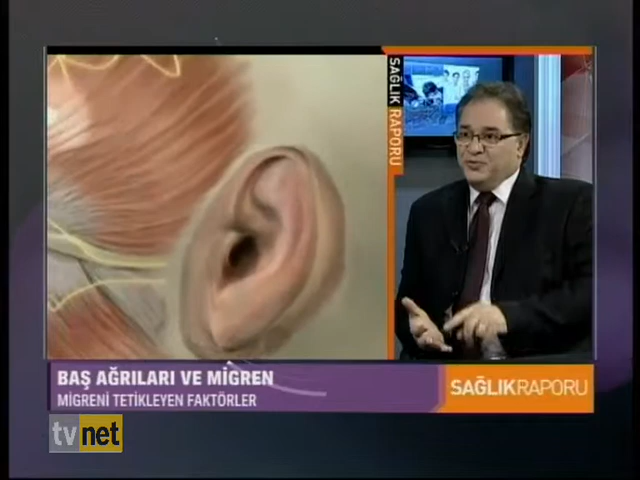 SAĞLIK RAPORU
BAŞ AĞRILARI VE MİGREN
MİGRENİ TETİKLEYEN FAKTÖRLER
SAĞLIKRAPORU
tvnet